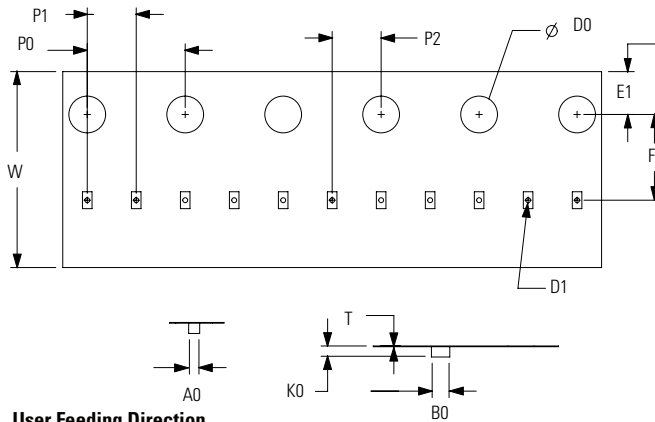 P1
P0
P2
Ø D0
E1
F
W
D1
T
K0
A0
B0
User Feeding Direction